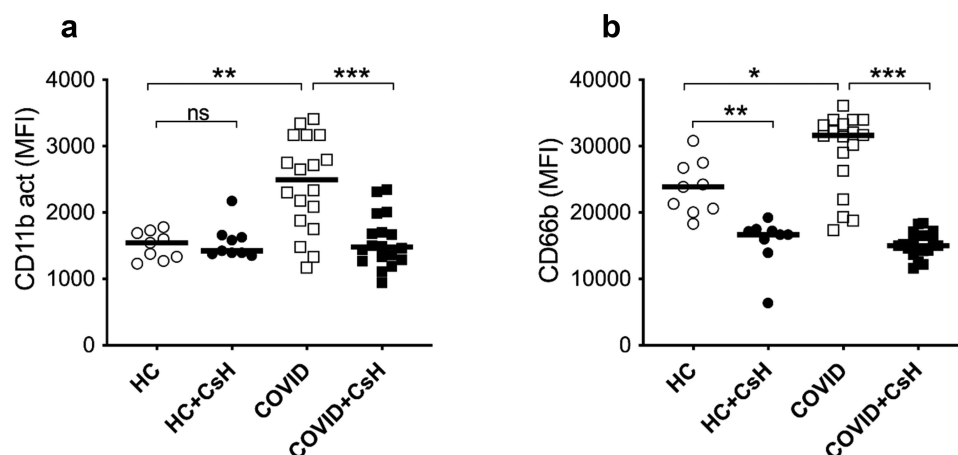 a
** ***
ns
CD11b act (MFI)
4000
3000
2000
1000
0
HC
HC+CsH
COVID
COVID+CsH
b
* ***
**
CD66b (MFI)
40000
30000
20000
10000
0
HC
HC+CsH
COVID
COVID+CsH